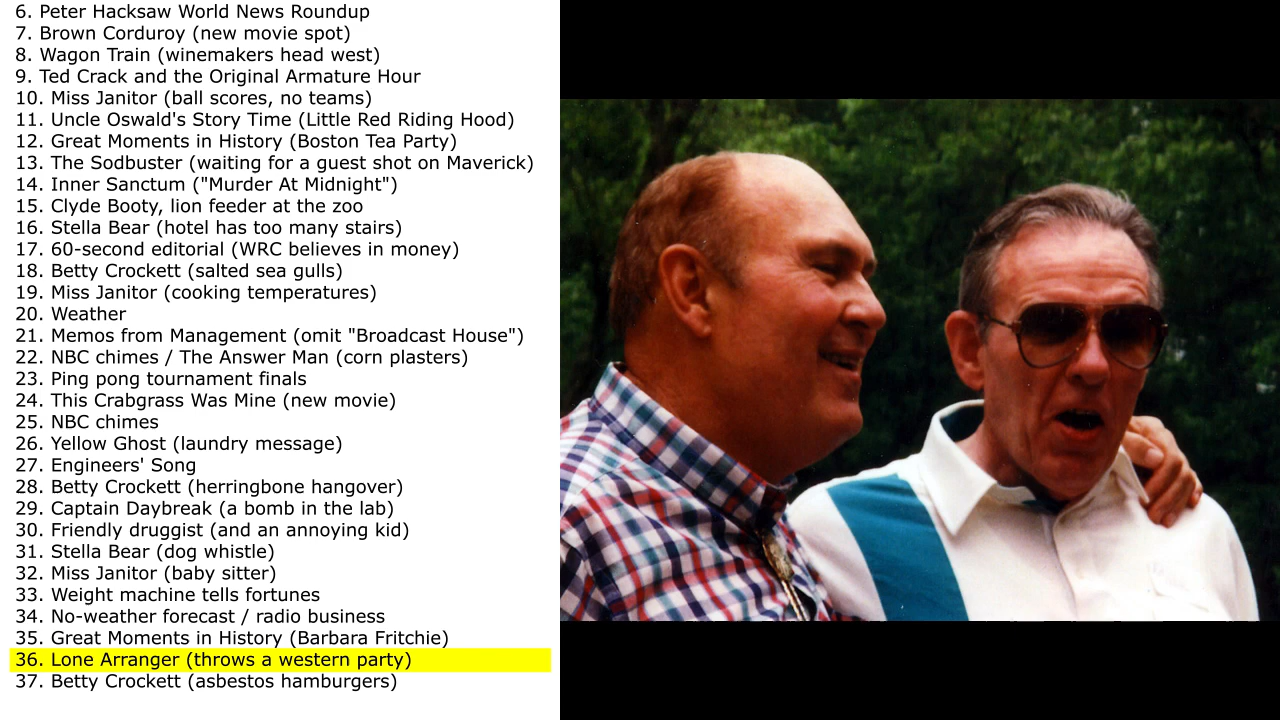 6. Peter Hacksaw World News Roundup
7. Brown Corduroy (new movie spot)
8. Wagon Train (winemakers head west)
9. Ted Crack and the Original Armature Hour
10. Miss Janitor (ball scores, no teams)
11. Uncle Oswald's Story Time (Little Red Riding Hood)
12. Great Moments in History (Boston Tea Party)
13. The Sodbuster (waiting for a guest shot on Maverick)
14. Inner Sanctum ("Murder At Midnight")
15. Clyde Booty, lion feeder at the zoo
16. Stella Bear (hotel has too many stairs)
17. 60-second editorial (WRC believes in money)
18. Betty Crockett (salted sea gulls)
19. Miss Janitor (cooking temperatures)
20. Weather
21. Memos from Management (omit "Broadcast House")
22. NBC chimes / The Answer Man (corn plasters)
23. Ping pong tournament finals
24. This Crabgrass Was Mine (new movie)
25. NBC chimes
26. Yellow Ghost (laundry message)
27. Engineers' Song
28. Betty Crockett (herringbone hangover)
29. Captain Daybreak (a bomb in the lab)
30. Friendly druggist (and an annoying kid)
31. Stella Bear (dog whistle)
32. Miss Janitor (baby sitter)
33. Weight machine tells fortunes
34. No-weather forecast / radio business
35. Great Moments in History (Barbara Fritchie)
36. Lone Arranger (throws a western party)
37. Betty Crockett (asbestos hamburgers)